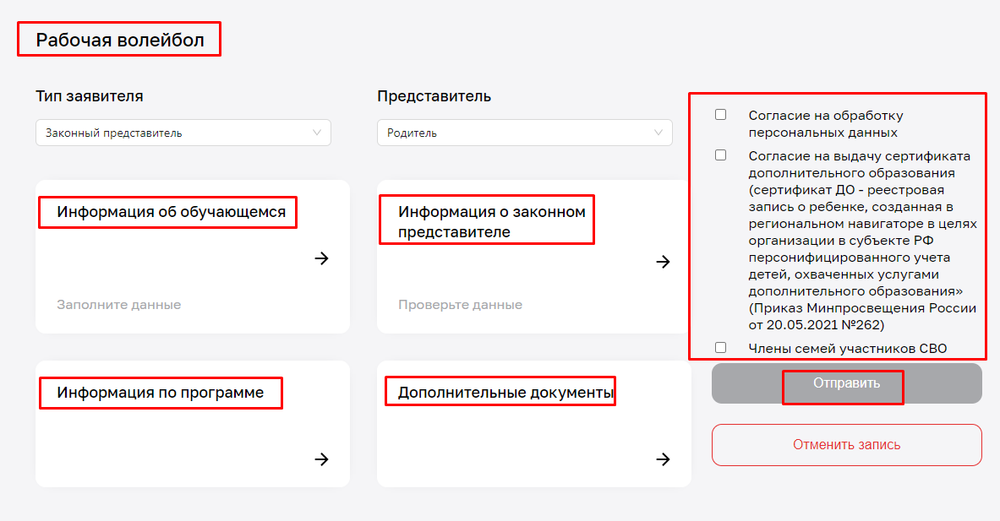 Рабочая волейбол
Тип заявителя
Законный представитель
Представитель
Родитель
Информация об обучающемся
Заполните данные
Информация о законном
представителе
Проверьте данные
Информация по программе
Дополнительные документы
Согласие на обработку
персональных данных
Согласие на выдачу сертификата
дополнительного образования
(сертификат ДО - реестровая
запись о ребенке, созданная в
региональном навигаторе в целях
организации в субъекте РФ
персонифицированного учета
детей, охваченных услугами
дополнительного образования»
(Приказ Минпросвещения России
от 20.05.2021 №262)
Члены семей участников СВО
Отправить
Отменить запись